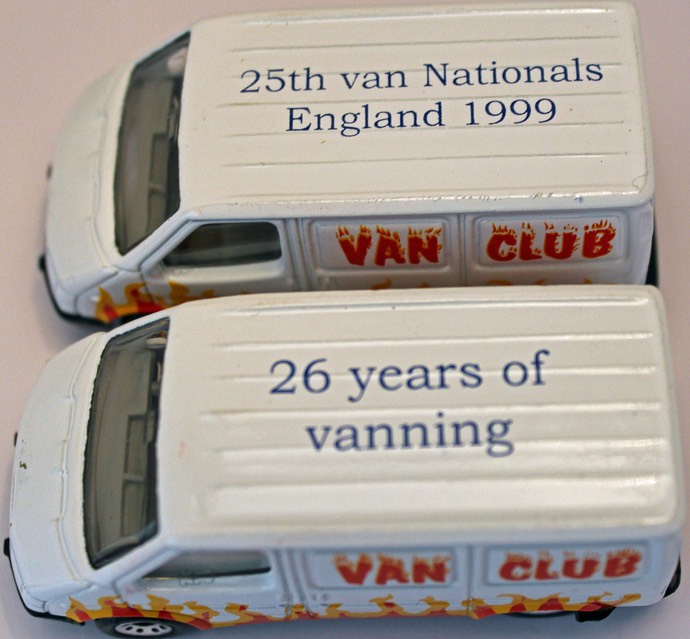 25th van Nationals
England 1999
VAN CLUB
26 years of
vanning
VAN CLUB